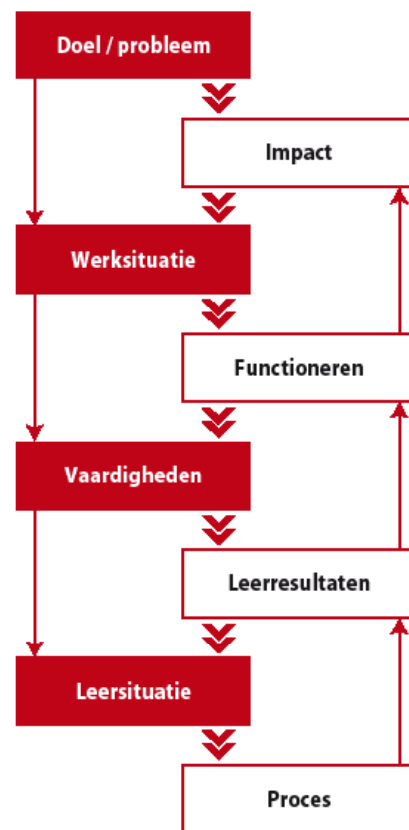 Doel / probleem
Impact
Werksituatie
Functioneren
Vaardigheden
Leerresultaten
Leersituatie
Proces